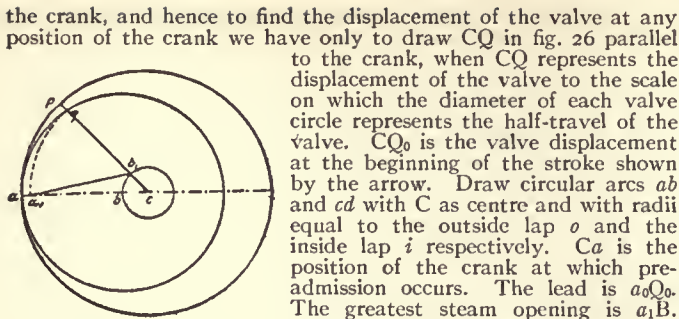 the crank, and hence to find the displacement of the valve at any
position of the crank we have only to draw CQ in fig. 26 parallel
to the crank, when CQ represents the
displacement of the valve to the scale
on which the diameter of each valve
circle represents the half-travel of the
valve. CQ₀ is the valve displacement
at the beginning of the stroke shown
by the arrow. Draw circular arcs ab
and cd with C as centre and with radii
equal to the outside lap o and the
inside lap i respectively. Ca is the
position of the crank at which pre-
admission occurs. The lead is a₀Q₀.
The greatest steam opening is a₁B.
p
q
b,
a
b
c